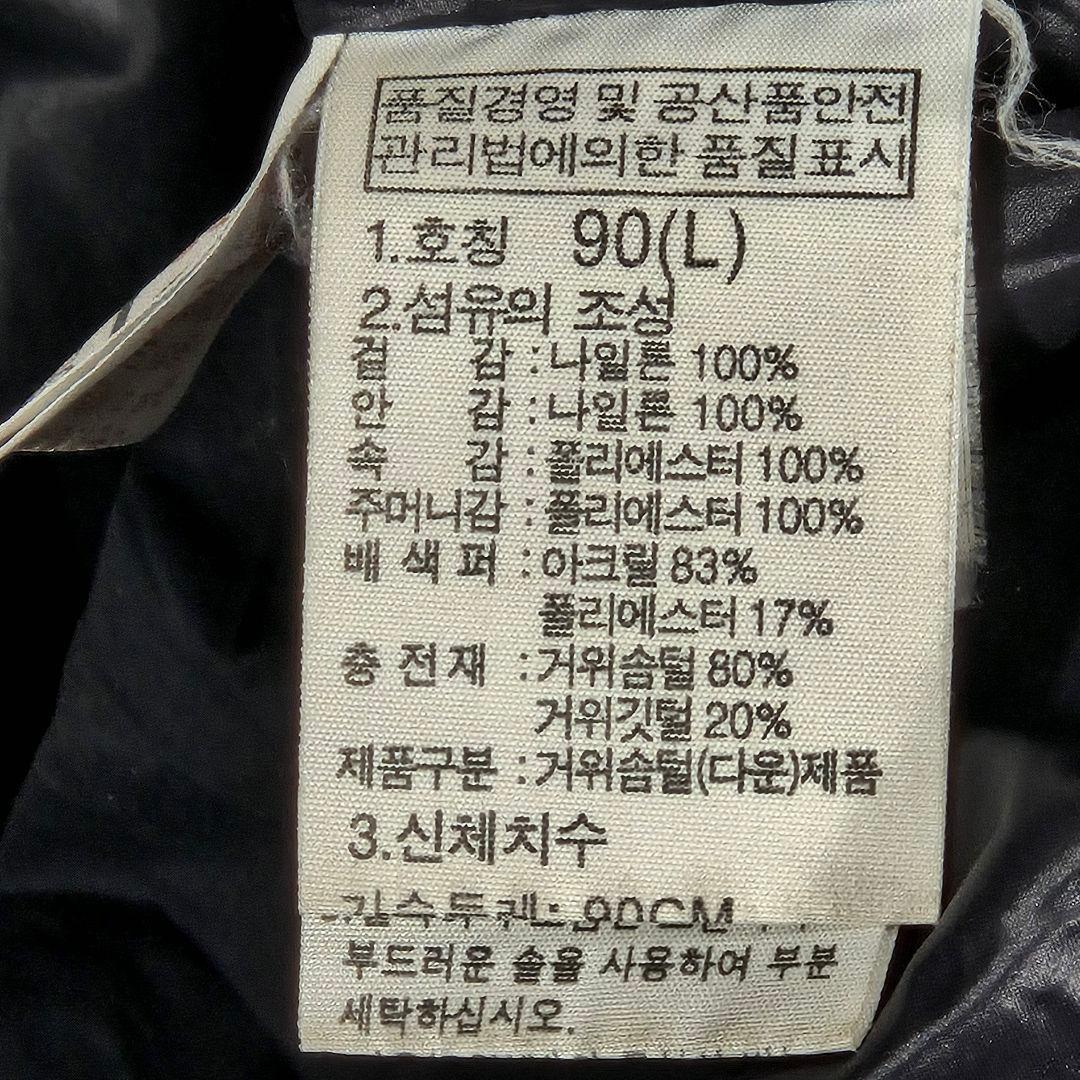 품질경영 및 공산품안전
관리법에의한 품질표시
1.호칭 90(L)
2.섬유의 조성
겉 감 : 나일론 100%
안 감 : 나일론 100%
속 감 : 폴리에스터 100%
주머니감 : 폴리에스터 100%
배 색 퍼 : 아크릴 83%
폴리에스터 17%
충 전 재 : 거위솜털 80%
거위깃털 20%
제품구분 : 거위솜털(다운)제품
3.신체치수
90CM
부드러운 솔을 사용하여 부분
세탁하십시오.